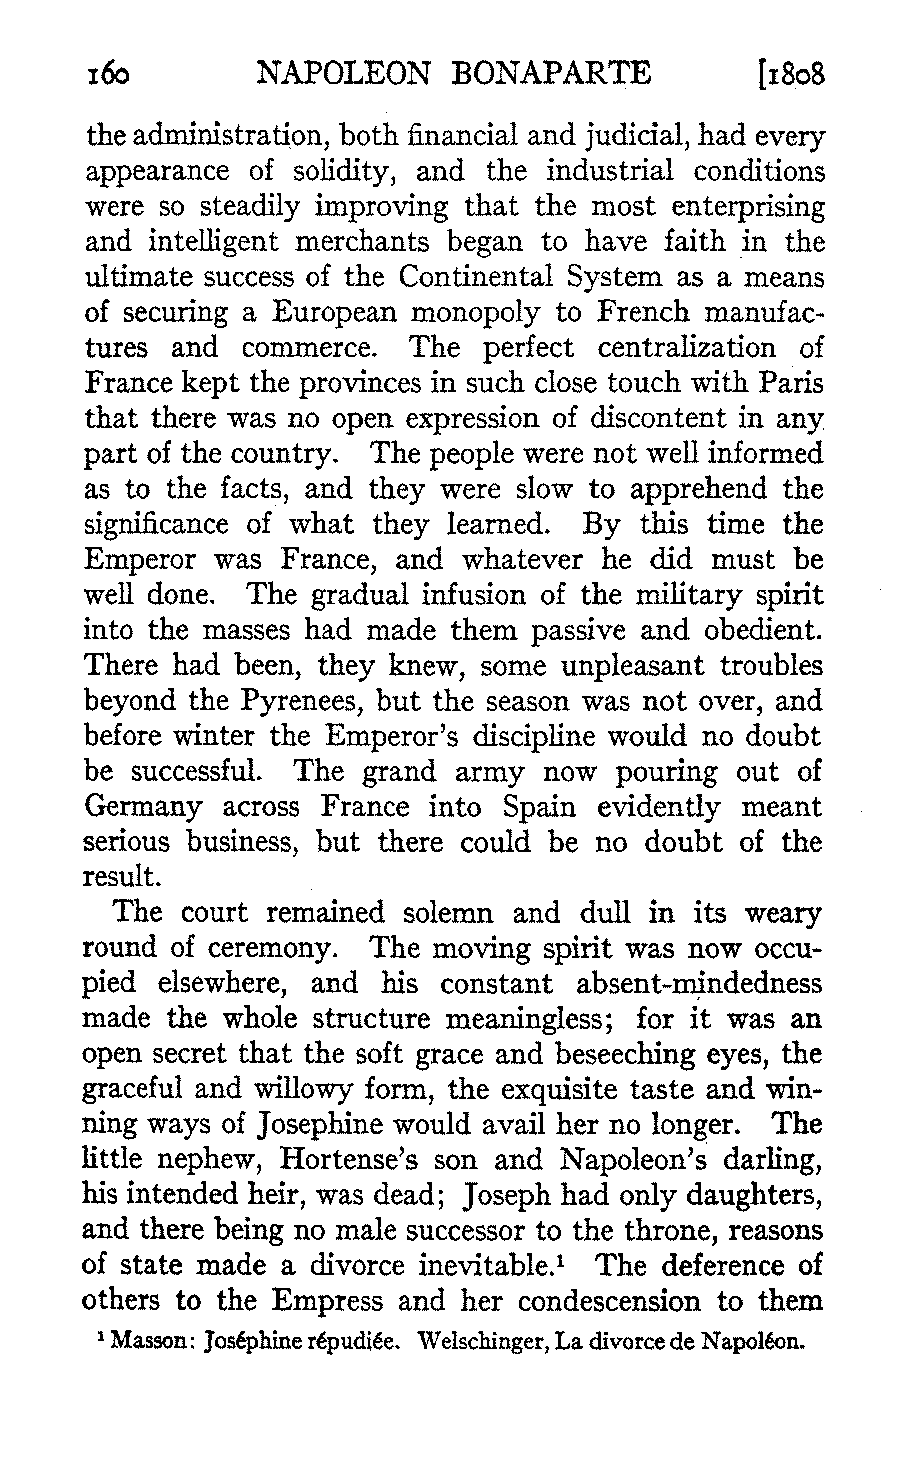 160 NAPOLEON BONAPARTE [1808
the administration, both financial and judicial, had every
appearance of solidity, and the industrial conditions
were so steadily improving that the most enterprising
and intelligent merchants began to have faith in the
ultimate success of the Continental System as a means
of securing a European monopoly to French manufac-
tures and commerce. The perfect centralization of
France kept the provinces in such close touch with Paris
that there was no open expression of discontent in any
part of the country. The people were not well informed
as to the facts, and they were slow to apprehend the
significance of what they learned. By this time the
Emperor was France, and whatever he did must be
well done. The gradual infusion of the military spirit
into the masses had made them passive and obedient.
There had been, they knew, some unpleasant troubles
beyond the Pyrenees, but the season was not over, and
before winter the Emperor's discipline would no doubt
be successful. The grand army now pouring out of
Germany across France into Spain evidently meant
serious business, but there could be no doubt of the
result.
The court remained solemn and dull in its weary
round of ceremony. The moving spirit was now occu-
pied elsewhere, and his constant absent-mindedness
made the whole structure meaningless; for it was an
open secret that the soft grace and beseeching eyes, the
graceful and willowy form, the exquisite taste and win-
ning ways of Josephine would avail her no longer. The
little nephew, Hortense's son and Napoleon's darling,
his intended heir, was dead; Joseph had only daughters,
and there being no male successor to the throne, reasons
of state made a divorce inevitable.¹ The deference of
others to the Empress and her condescension to them
¹ Masson: Joséphine répudiée. Welschinger, La divorce de Napoléon.